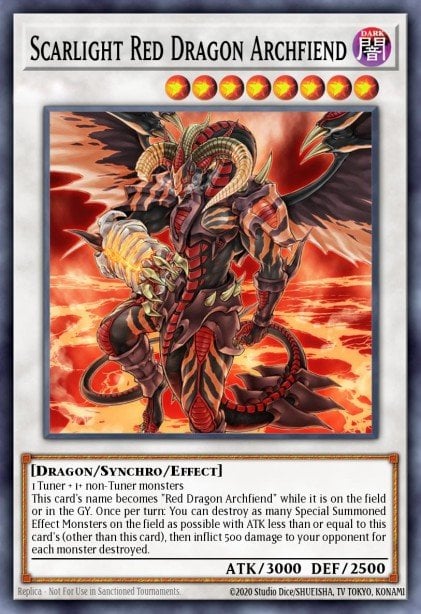 Scarlight Red Dragon Archfiend
DARK
闇
[Dragon/Synchro/Effect]
1 Tuner + 1+ non-Tuner monsters
This card's name becomes "Red Dragon Archfiend" while it is on the field
or in the GY. Once per turn: You can destroy as many Special Summoned
Effect Monsters on the field as possible with ATK less than or equal to this
card's (other than this card), then inflict 500 damage to your opponent for
each monster destroyed.
ATK/3000 DEF/2500
Replica - Not For Use in Sanctioned Tournaments.
©2020 Studio Dice/SHUEISHA, TV TOKYO, KONAMI